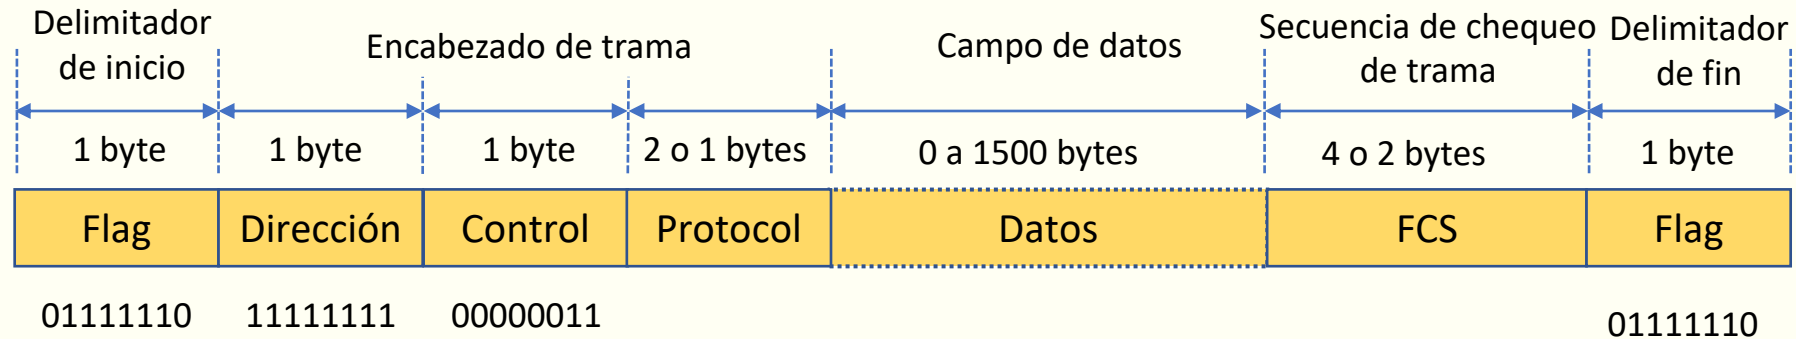 Delimitador
de inicio
Encabezado de trama
Campo de datos
Secuencia de chequeo
de trama
Delimitador
de fin
1 byte
1 byte
1 byte
2 o 1 bytes
0 a 1500 bytes
4 o 2 bytes
1 byte
Flag
Dirección
Control
Protocol
Datos
FCS
Flag
01111110
11111111
00000011
01111110